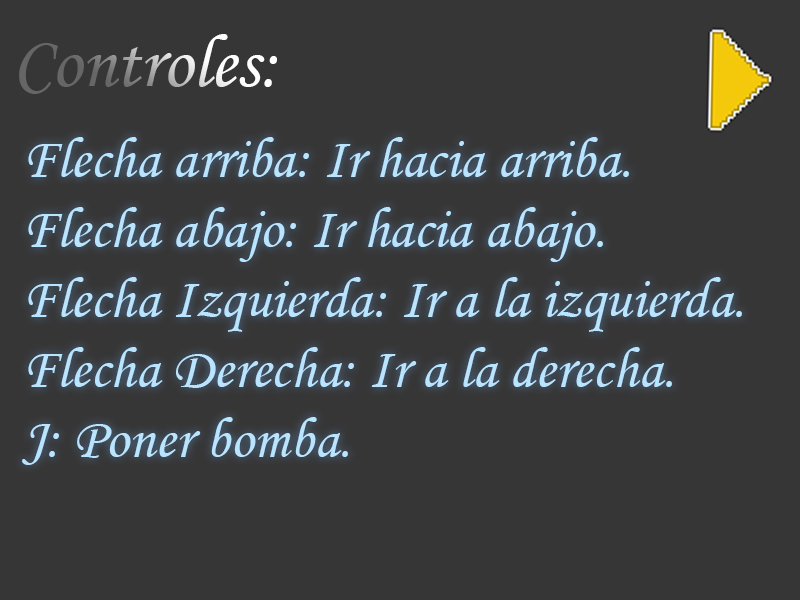 Controles:
Flecha arriba: Ir hacia arriba.
Flecha abajo: Ir hacia abajo.
Flecha Izquierda: Ir a la izquierda.
Flecha Derecha: Ir a la derecha.
J: Poner bomba.